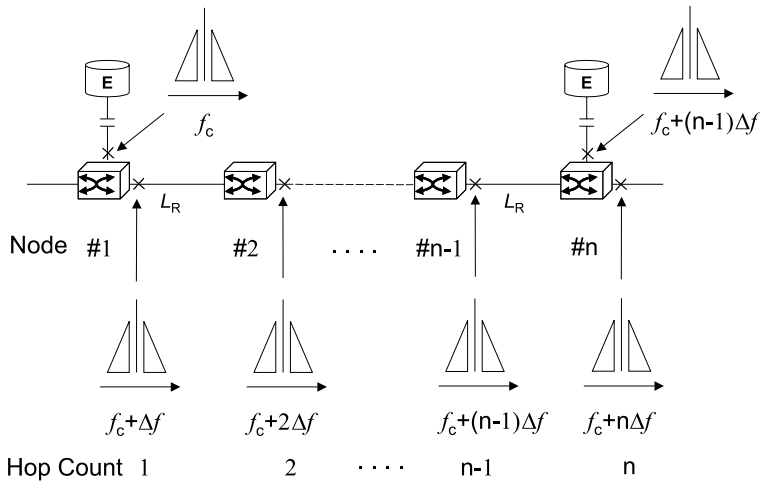 E E
f_c f_c+(n-1)Δf
L_R L_R
Node #1 #2 · · · · #n-1 #n
f_c+Δf f_c+2Δf f_c+(n-1)Δf f_c+nΔf
Hop Count 1 2 · · · · n-1 n